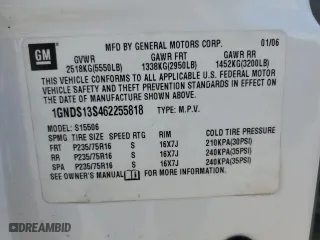 GM
MFD BY GENERAL MOTORS CORP. 01/06
GVWR GAWR FRT GAWR RR
2518KG(5550LB) 1338KG(2950LB) 1452KG(3200LB)
THIS VEHICLE CONFORMS TO ALL APPLICABLE U.S. FEDERAL MOTOR
VEHICLE SAFETY AND THEFT PREVENTION STANDARDS IN EFFECT ON
THE DATE OF MANUFACTURE SHOWN ABOVE.
1GNDS13S462255818 TYPE: M.P.V.
MODEL: S15506
SPMG TIRE SIZE SPEED RTG RIM COLD TIRE PRESSURE
FRT P235/75R16 S 16X7J 210KPA(30PSI)
RR P235/75R16 S 16X7J 240KPA(35PSI)
SPA P235/75R16 S 16X7J 240KPA(35PSI)
SEE OWNER'S MANUAL FOR MORE INFORMATION.
AUTOBIDMASTER